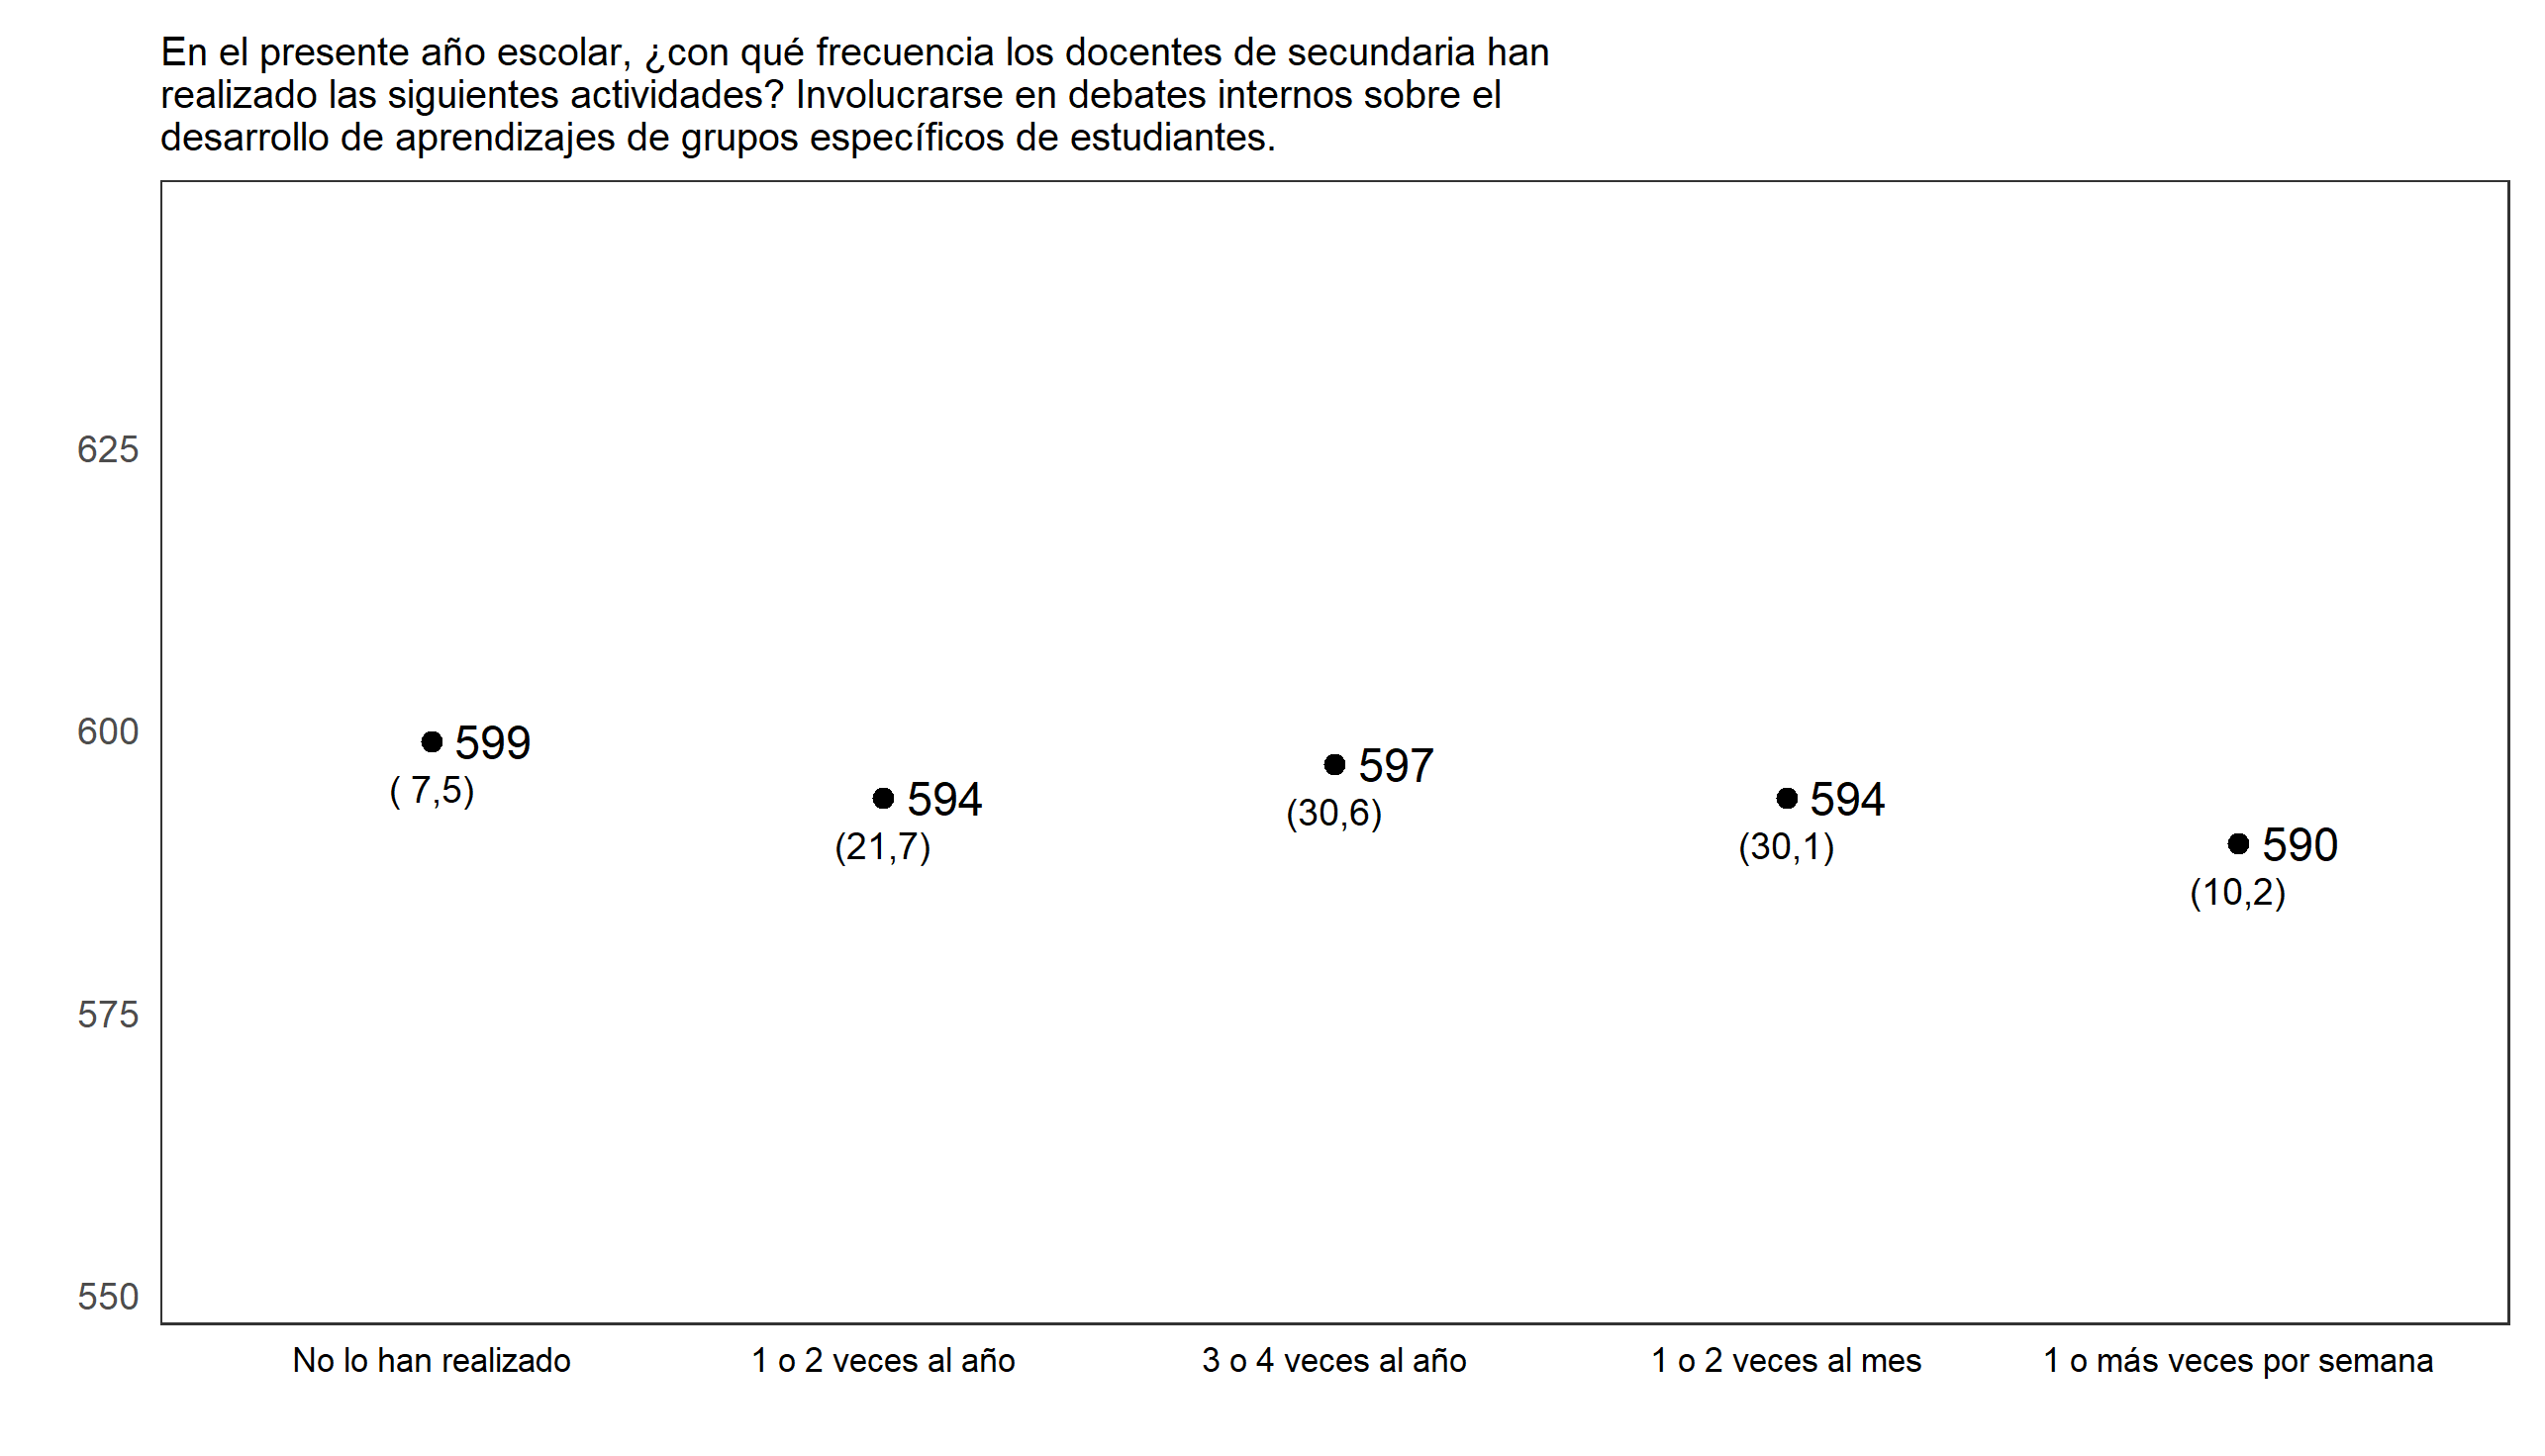 En el presente año escolar, ¿con qué frecuencia los docentes de secundaria han
realizado las siguientes actividades? Involucrarse en debates internos sobre el
desarrollo de aprendizajes de grupos específicos de estudiantes.
625
600
575
550
599
( 7,5)
594
(21,7)
597
(30,6)
594
(30,1)
590
(10,2)
No lo han realizado
1 o 2 veces al año
3 o 4 veces al año
1 o 2 veces al mes
1 o más veces por semana